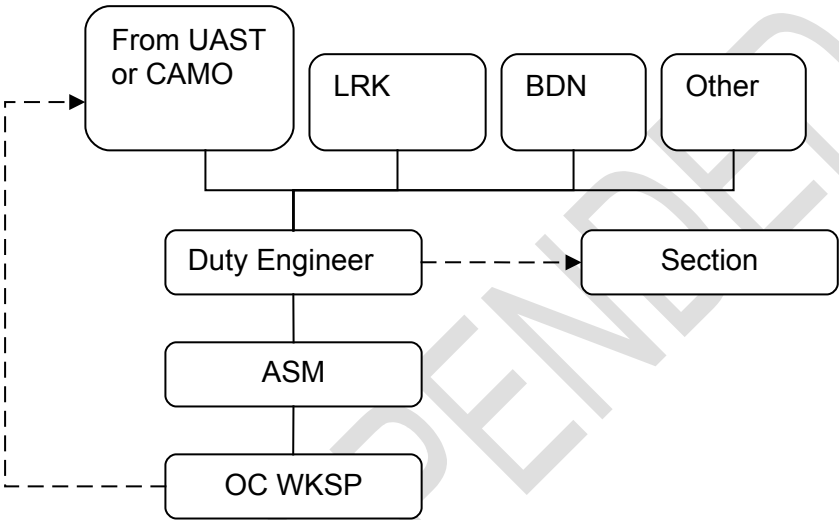 From UAST
or CAMO
LRK
BDN
Other
Duty Engineer
Section
ASM
OC WKSP